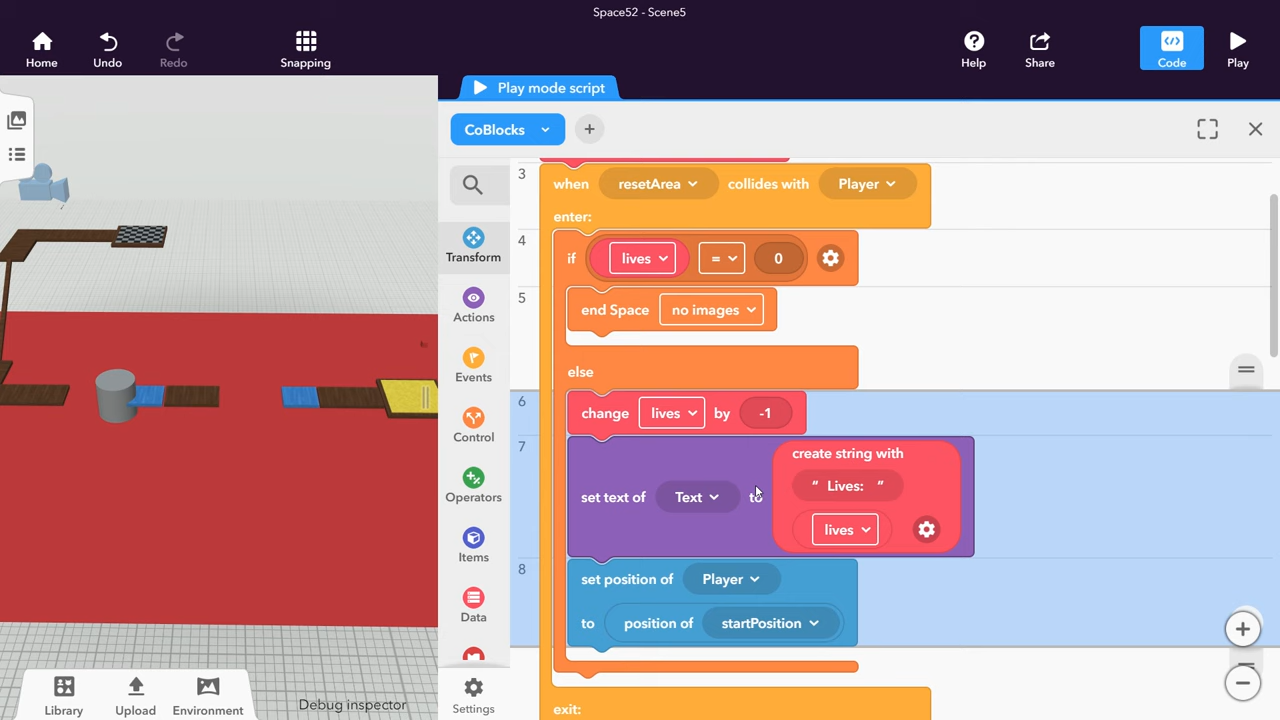 Space52 - Scene5
Home
Undo
Redo
Snapping
Help
Share
Code
Play
Play mode script
CoBlocks
Transform
Actions
Events
Control
Operators
Items
Data
Settings
3
when resetArea collides with Player
enter:
4
if lives = 0
5
end Space no images
else
6
change lives by -1
7
create string with
“ Lives: ”
set text of Text to
lives
8
set position of Player
to position of startPosition
exit:
Library
Upload
Environment
Debug inspector